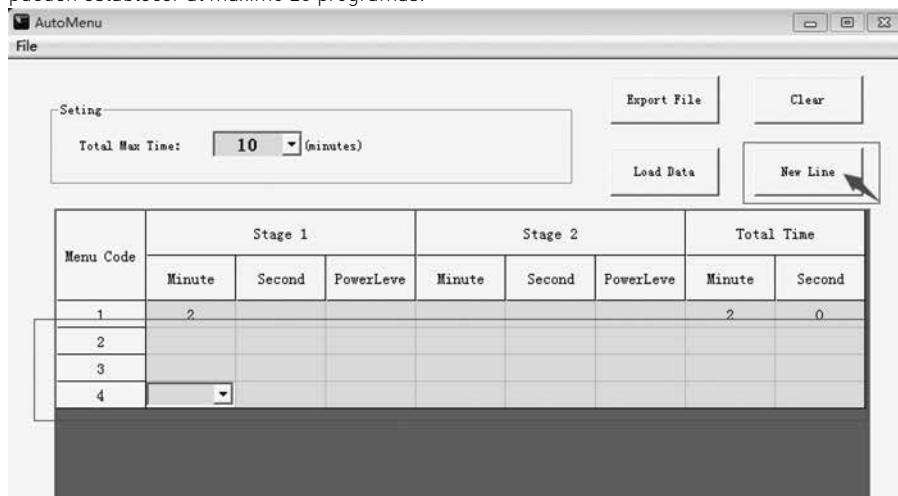 AutoMenu
File
Seting
Total Max Time: 10 (minutes)
Export File
Clear
Load Data
New Line
Menu Code
Stage 1
Stage 2
Total Time
Minute Second PowerLeve Minute Second PowerLeve Minute Second
1 2 2 0
2
3
4